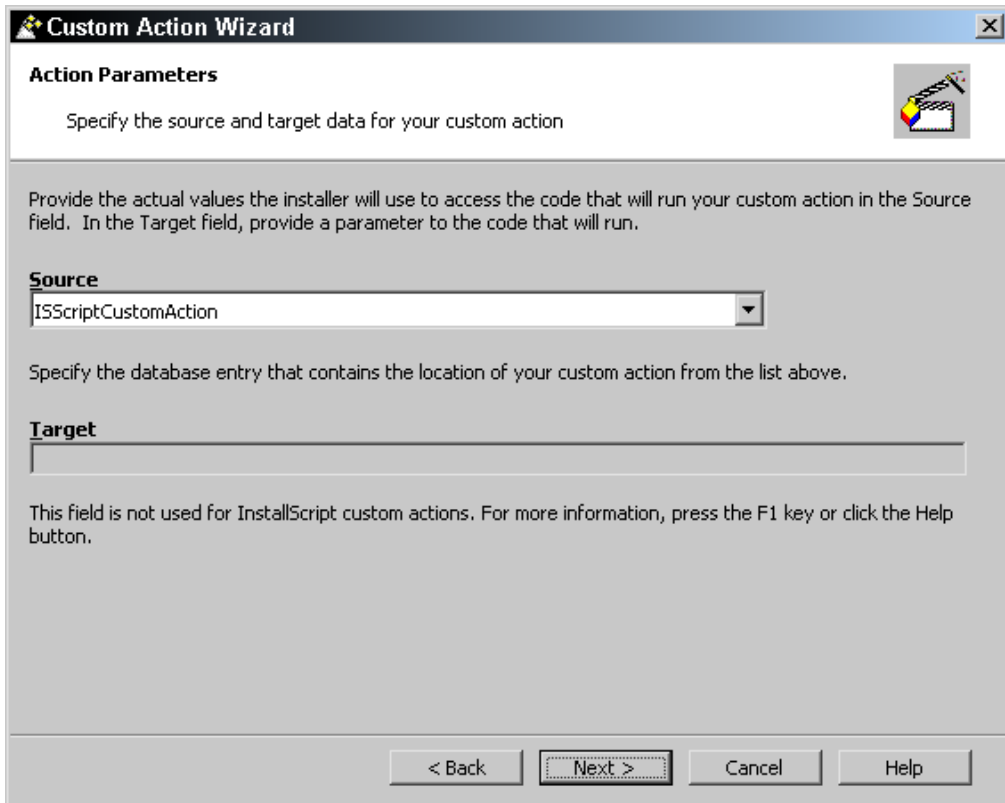 Custom Action Wizard
Action Parameters
Specify the source and target data for your custom action
Provide the actual values the installer will use to access the code that will run your custom action in the Source
field.  In the Target field, provide a parameter to the code that will run.
Source
ISScriptCustomAction
Specify the database entry that contains the location of your custom action from the list above.
Target
This field is not used for InstallScript custom actions. For more information, press the F1 key or click the Help
button.
< Back
Next >
Cancel
Help